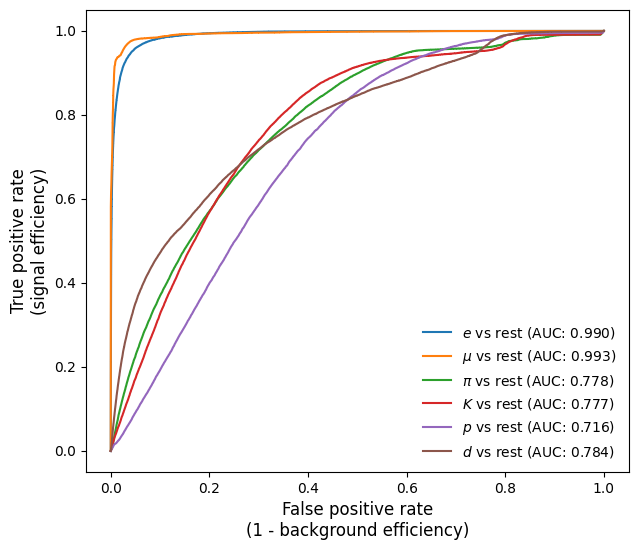 True positive rate
(signal efficiency)
1.0
0.8
0.6
0.4
0.2
0.0
e vs rest (AUC: 0.990)
μ vs rest (AUC: 0.993)
π vs rest (AUC: 0.778)
K vs rest (AUC: 0.777)
p vs rest (AUC: 0.716)
d vs rest (AUC: 0.784)
0.0 0.2 0.4 0.6 0.8 1.0
False positive rate
(1 - background efficiency)